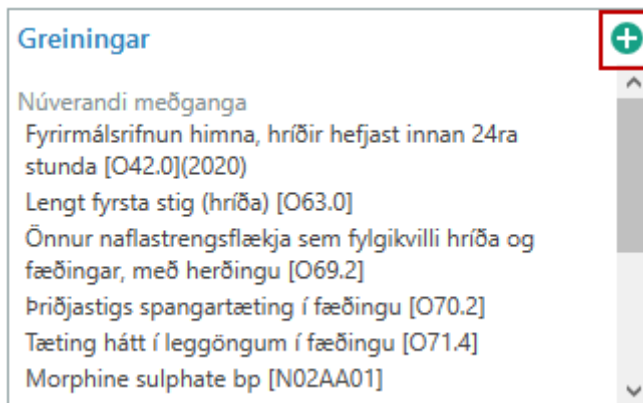 Greiningar
Núverandi meðganga
Fyrirmálsrifnun himna, hríðir hefjast innan 24ra
stunda [O42.0](2020)
Lengt fyrsta stig (hríða) [O63.0]
Önnur naflastrengsflækja sem fylgikvilli hríða og
fæðingar, með herðingu [O69.2]
Þriðjastigs spangartæting í fæðingu [O70.2]
Tæting hátt í leggöngum í fæðingu [O71.4]
Morphine sulphate bp [N02AA01]